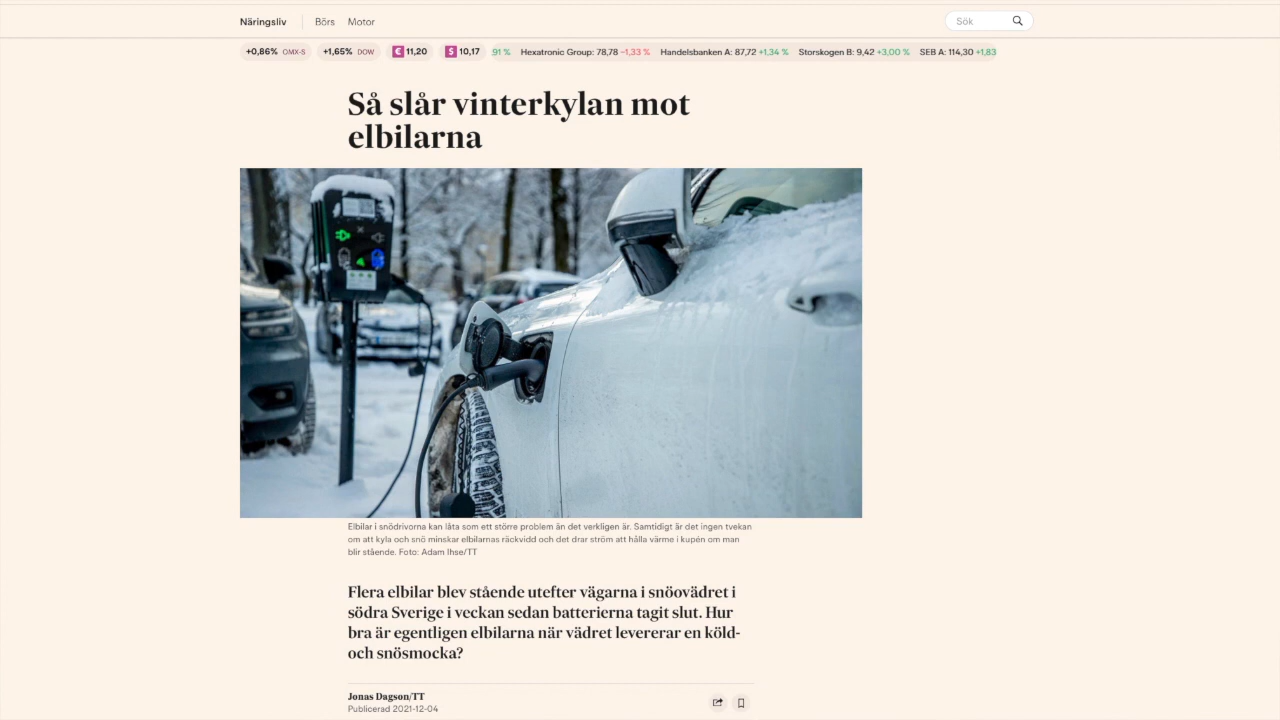 Näringsliv Börs Motor Sök
+0,86% OMX-S +1,65% DOW € 11,20 $ 10,17 91 % Hexatronic Group: 78,78 −1,33 % Handelsbanken A: 87,72 +1,34 % Storskogen B: 9,42 +3,00 % SEB A: 114,30 +1,83
Så slår vinterkylan mot
elbilarna
Elbilar i snödrivorna kan låta som ett större problem än det verkligen är. Samtidigt är det ingen tvekan
om att kyla och snö minskar elbilarnas räckvidd och det drar ström att hålla värme i kupén om man
blir stående. Foto: Adam Ihse/TT
Flera elbilar blev stående utefter vägarna i snöovädret i
södra Sverige i veckan sedan batterierna tagit slut. Hur
bra är egentligen elbilarna när vädret levererar en köld-
och snösmocka?
Jonas Dagson/TT
Publicerad 2021-12-04